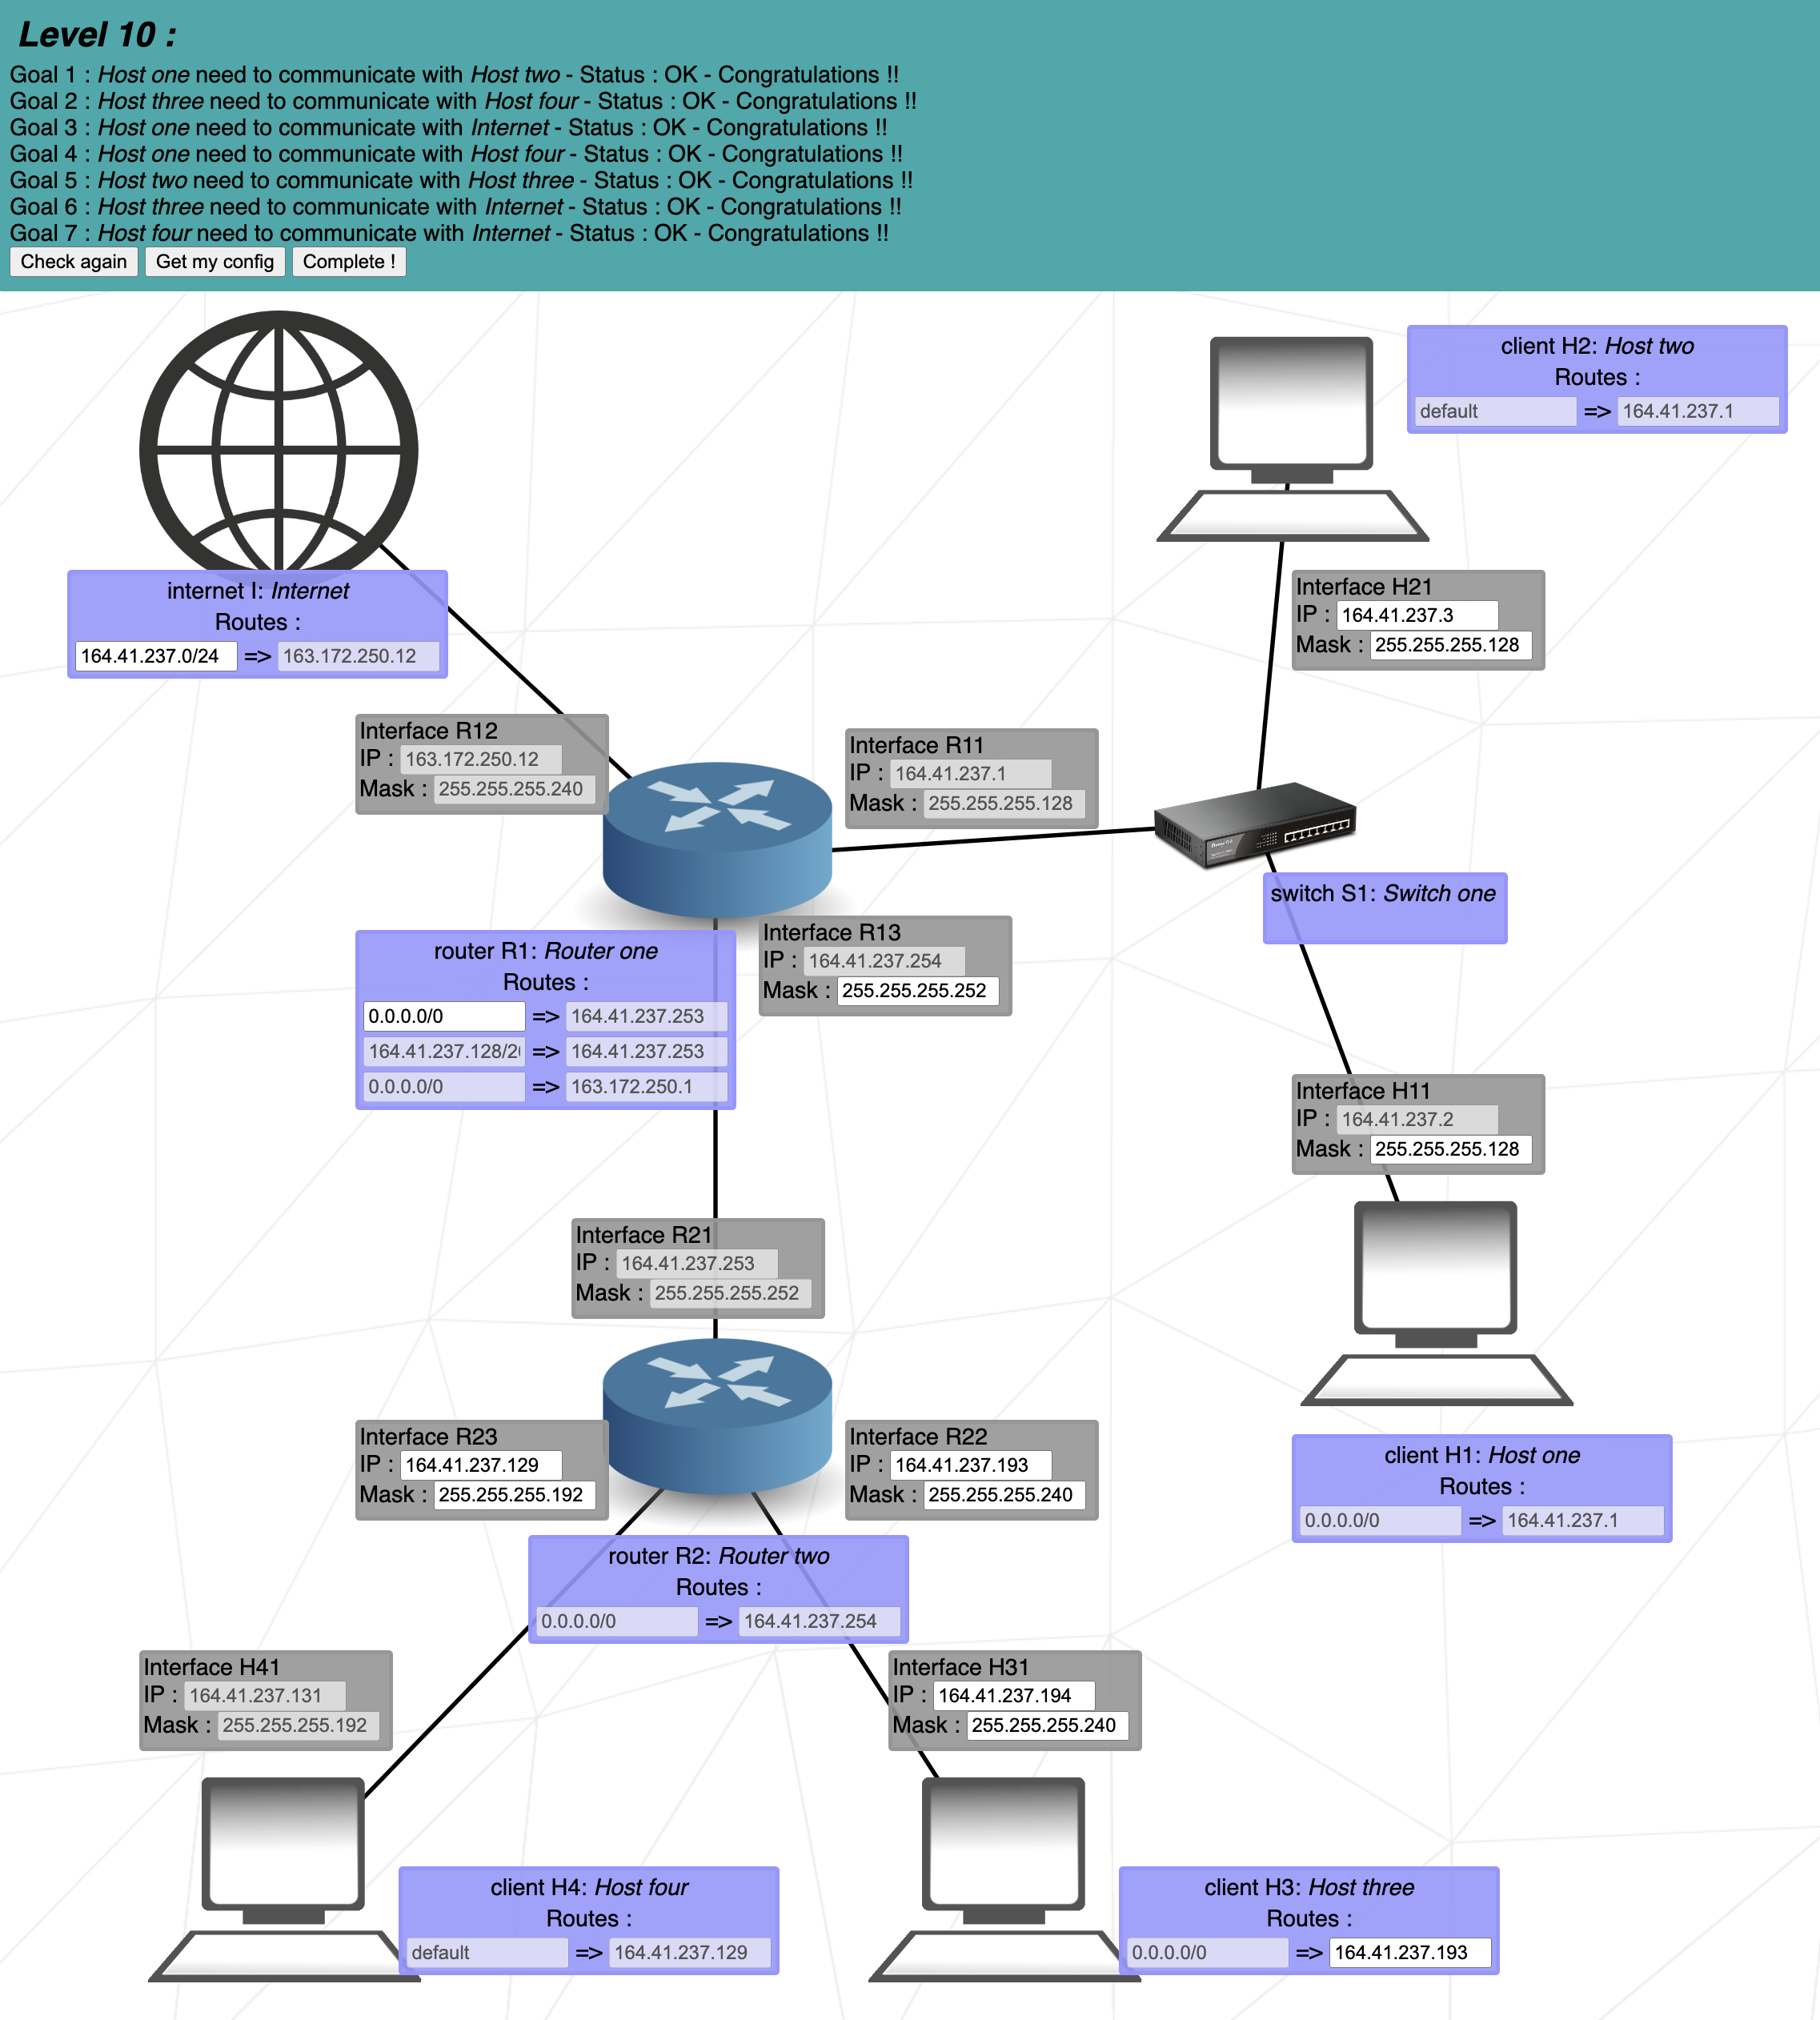 Level 10 :
Goal 1 : Host one need to communicate with Host two - Status : OK - Congratulations !!
Goal 2 : Host three need to communicate with Host four - Status : OK - Congratulations !!
Goal 3 : Host one need to communicate with Internet - Status : OK - Congratulations !!
Goal 4 : Host one need to communicate with Host four - Status : OK - Congratulations !!
Goal 5 : Host two need to communicate with Host three - Status : OK - Congratulations !!
Goal 6 : Host three need to communicate with Internet - Status : OK - Congratulations !!
Goal 7 : Host four need to communicate with Internet - Status : OK - Congratulations !!
Check again Get my config Complete !
client H2: Host two
Routes :
default => 164.41.237.1
internet I: Internet
Routes :
164.41.237.0/24 => 163.172.250.12
Interface H21
IP : 164.41.237.3
Mask : 255.255.255.128
Interface R12
IP : 163.172.250.12
Mask : 255.255.255.240
Interface R11
IP : 164.41.237.1
Mask : 255.255.255.128
switch S1: Switch one
Interface R13
IP : 164.41.237.254
Mask : 255.255.255.252
router R1: Router one
Routes :
0.0.0.0/0 => 164.41.237.253
=> 164.41.237.253
0.0.0.0/0 => 163.172.250.1
Interface H11
IP : 164.41.237.2
Mask : 255.255.255.128
Interface R21
IP : 164.41.237.253
Mask : 255.255.255.252
Interface R23
IP : 164.41.237.129
Mask : 255.255.255.192
Interface R22
IP : 164.41.237.193
Mask : 255.255.255.240
client H1: Host one
Routes :
0.0.0.0/0 => 164.41.237.1
router R2: Router two
Routes :
0.0.0.0/0 => 164.41.237.254
Interface H41
IP : 164.41.237.131
Mask : 255.255.255.192
Interface H31
IP : 164.41.237.194
Mask : 255.255.255.240
client H4: Host four
Routes :
default => 164.41.237.129
client H3: Host three
Routes :
0.0.0.0/0 => 164.41.237.193